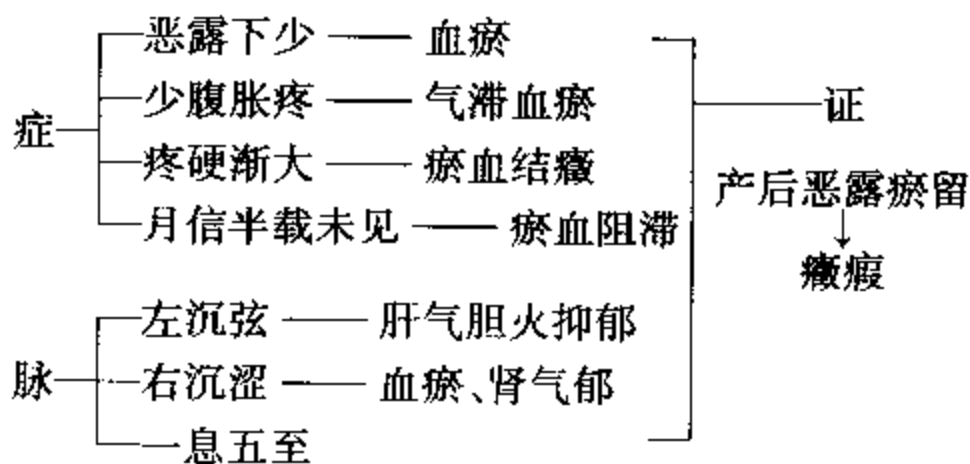 恶露下少 血瘀
少腹胀疼 气滞血瘀
证
症
疼硬渐大 瘀血结癥
产后恶露瘀留
月信半载未见 瘀血阻滞
癥瘕
左沉弦 肝气胆火抑郁
脉
右沉涩 血瘀、肾气郁
一息五至